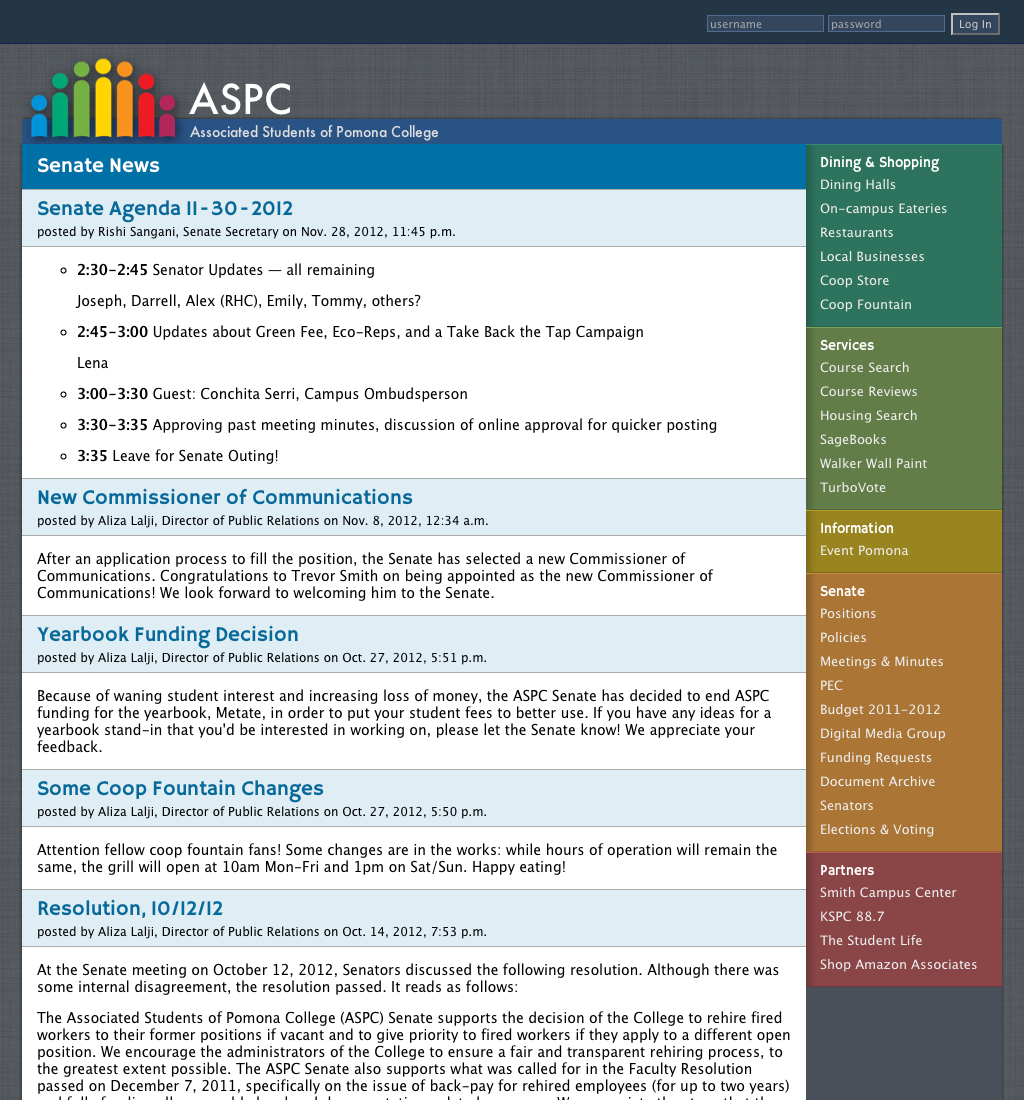 username password Log In
ASPC
Associated Students of Pomona College
Senate News
Senate Agenda 11-30-2012
posted by Rishi Sangani, Senate Secretary on Nov. 28, 2012, 11:45 p.m.
2:30-2:45 Senator Updates — all remaining
Joseph, Darrell, Alex (RHC), Emily, Tommy, others?
2:45-3:00 Updates about Green Fee, Eco-Reps, and a Take Back the Tap Campaign
Lena
3:00-3:30 Guest: Conchita Serri, Campus Ombudsperson
3:30-3:35 Approving past meeting minutes, discussion of online approval for quicker posting
3:35 Leave for Senate Outing!
New Commissioner of Communications
posted by Aliza Lalji, Director of Public Relations on Nov. 8, 2012, 12:34 a.m.
After an application process to fill the position, the Senate has selected a new Commissioner of
Communications. Congratulations to Trevor Smith on being appointed as the new Commissioner of
Communications! We look forward to welcoming him to the Senate.
Yearbook Funding Decision
posted by Aliza Lalji, Director of Public Relations on Oct. 27, 2012, 5:51 p.m.
Because of waning student interest and increasing loss of money, the ASPC Senate has decided to end ASPC
funding for the yearbook, Metate, in order to put your student fees to better use. If you have any ideas for a
yearbook stand-in that you'd be interested in working on, please let the Senate know! We appreciate your
feedback.
Some Coop Fountain Changes
posted by Aliza Lalji, Director of Public Relations on Oct. 27, 2012, 5:50 p.m.
Attention fellow coop fountain fans! Some changes are in the works: while hours of operation will remain the
same, the grill will open at 10am Mon-Fri and 1pm on Sat/Sun. Happy eating!
Resolution, 10/12/12
posted by Aliza Lalji, Director of Public Relations on Oct. 14, 2012, 7:53 p.m.
At the Senate meeting on October 12, 2012, Senators discussed the following resolution. Although there was
some internal disagreement, the resolution passed. It reads as follows:
The Associated Students of Pomona College (ASPC) Senate supports the decision of the College to rehire fired
workers to their former positions if vacant and to give priority to fired workers if they apply to a different open
position. We encourage the administrators of the College to ensure a fair and transparent rehiring process, to
the greatest extent possible. The ASPC Senate also supports what was called for in the Faculty Resolution
passed on December 7, 2011, specifically on the issue of back-pay for rehired employees (for up to two years)
Dining & Shopping
Dining Halls
On-campus Eateries
Restaurants
Local Businesses
Coop Store
Coop Fountain
Services
Course Search
Course Reviews
Housing Search
SageBooks
Walker Wall Paint
TurboVote
Information
Event Pomona
Senate
Positions
Policies
Meetings & Minutes
PEC
Budget 2011-2012
Digital Media Group
Funding Requests
Document Archive
Senators
Elections & Voting
Partners
Smith Campus Center
KSPC 88.7
The Student Life
Shop Amazon Associates